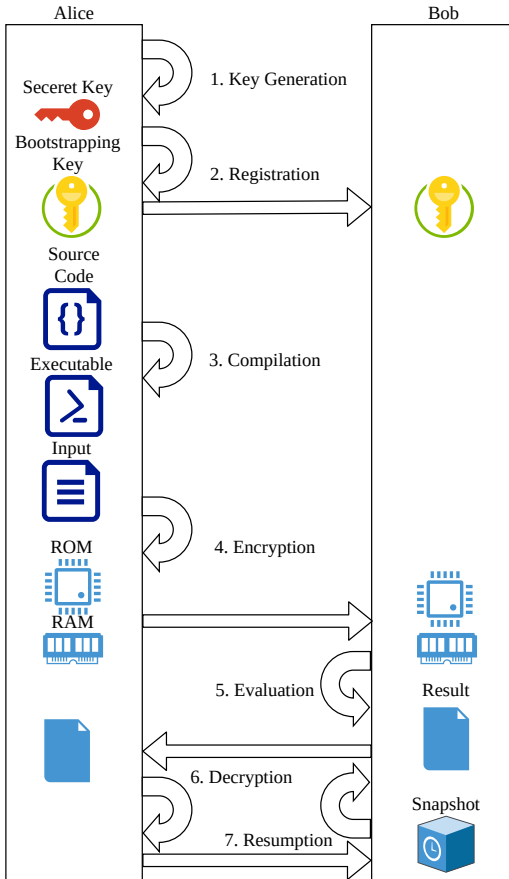 Alice
Bob
1. Key Generation
Seceret Key
Bootstrapping
Key
2. Registration
Source
Code
3. Compilation
Executable
Input
4. Encryption
ROM
RAM
5. Evaluation
Result
6. Decryption
Snapshot
7. Resumption